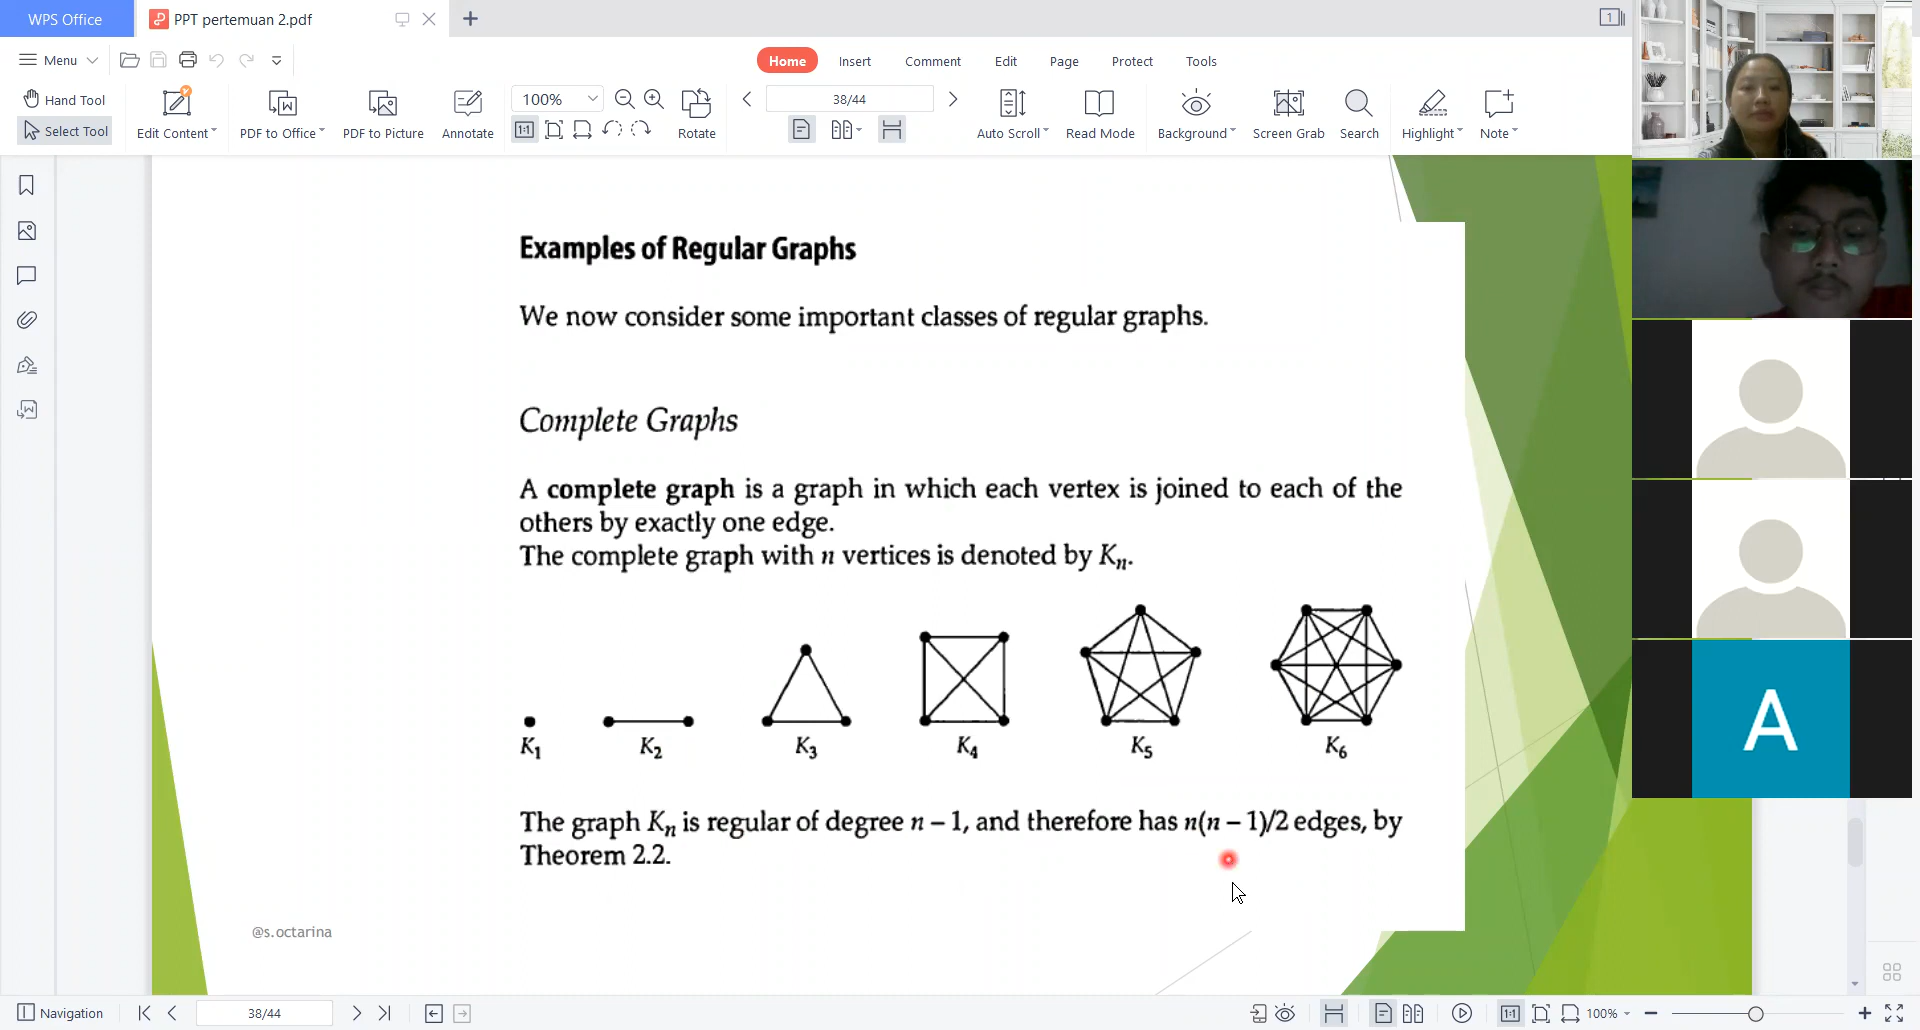 WPS Office
PPT pertemuan 2.pdf
1
Menu
Home Insert Comment Edit Page Protect Tools
Hand Tool
Select Tool
Edit Content
PDF to Office
PDF to Picture
Annotate
100%
1:1
Rotate
38/44
Auto Scroll
Read Mode
Background
Screen Grab
Search
Highlight
Note
Examples of Regular Graphs
We now consider some important classes of regular graphs.
Complete Graphs
A complete graph is a graph in which each vertex is joined to each of the
others by exactly one edge.
The complete graph with n vertices is denoted by Kn.
K1 K2 K3 K4 K5 K6
The graph Kn is regular of degree n – 1, and therefore has n(n – 1)/2 edges, by
Theorem 2.2.
@s.octarina
A
Navigation
38/44
1:1
100%